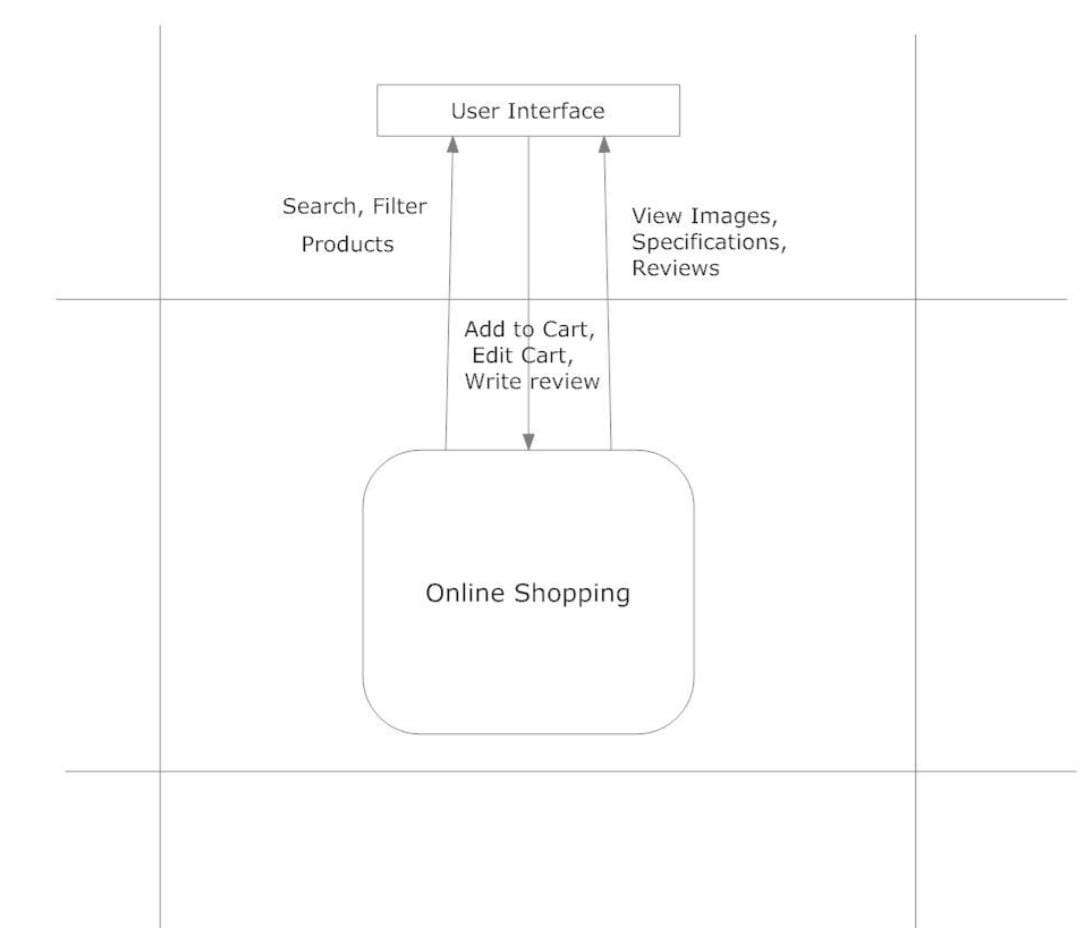 User Interface
Search, Filter
Products
View Images,
Specifications,
Reviews
Add to Cart,
Edit Cart,
Write review
Online Shopping